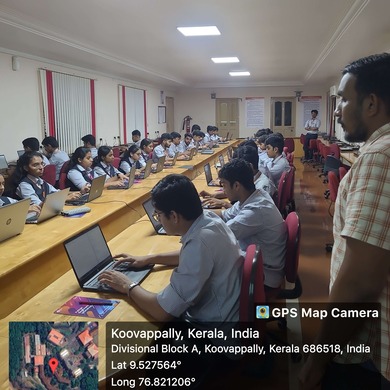 GPS Map Camera
Koovappally, Kerala, India
Divisional Block A, Koovappally, Kerala 686518, India
Lat 9.527564°
Long 76.821206°